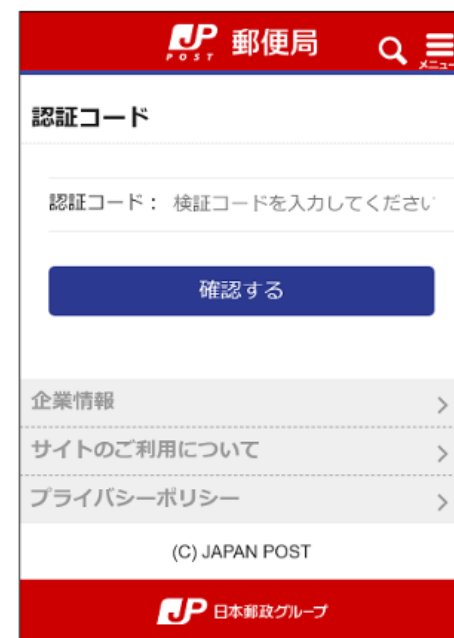 JP 郵便局
POST
メニュー
認証コード
認証コード： 検証コードを入力してください
確認する
企業情報
サイトのご利用について
プライバシーポリシー
(C) JAPAN POST
JP 日本郵政グループ